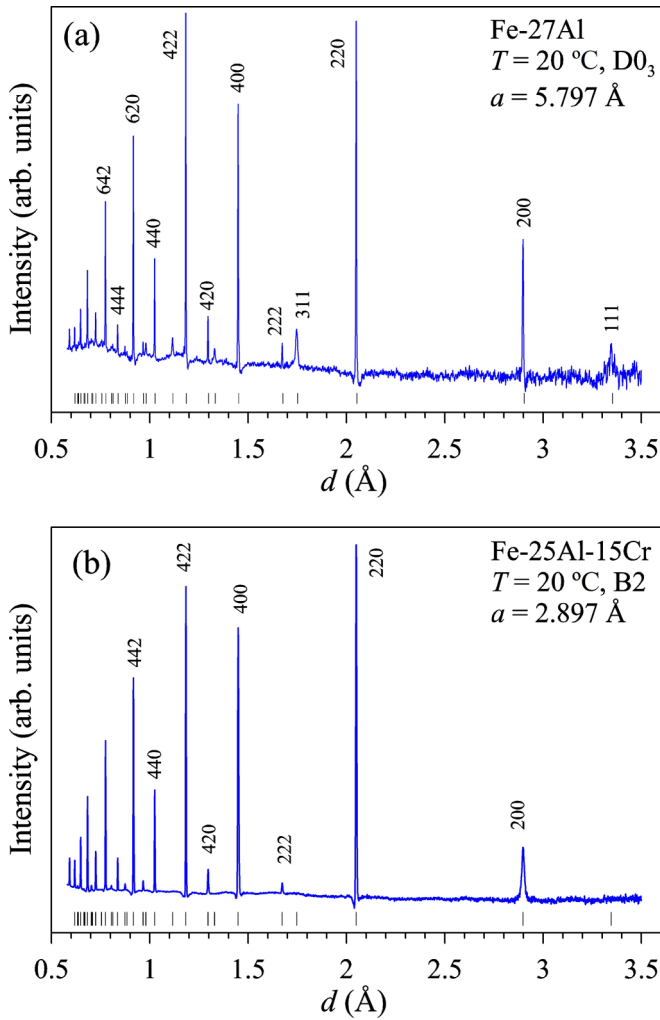 (a)
Fe-27Al
T = 20 ºC, D0₃
a = 5.797 Å
422
220
400
620
642
200
440
420
311
444
222
111
Intensity (arb. units)
0.5 1 1.5 2 2.5 3 3.5
d (Å)
(b)
Fe-25Al-15Cr
T = 20 ºC, B2
a = 2.897 Å
220
422
400
442
440
200
420
222
Intensity (arb. units)
0.5 1 1.5 2 2.5 3 3.5
d (Å)